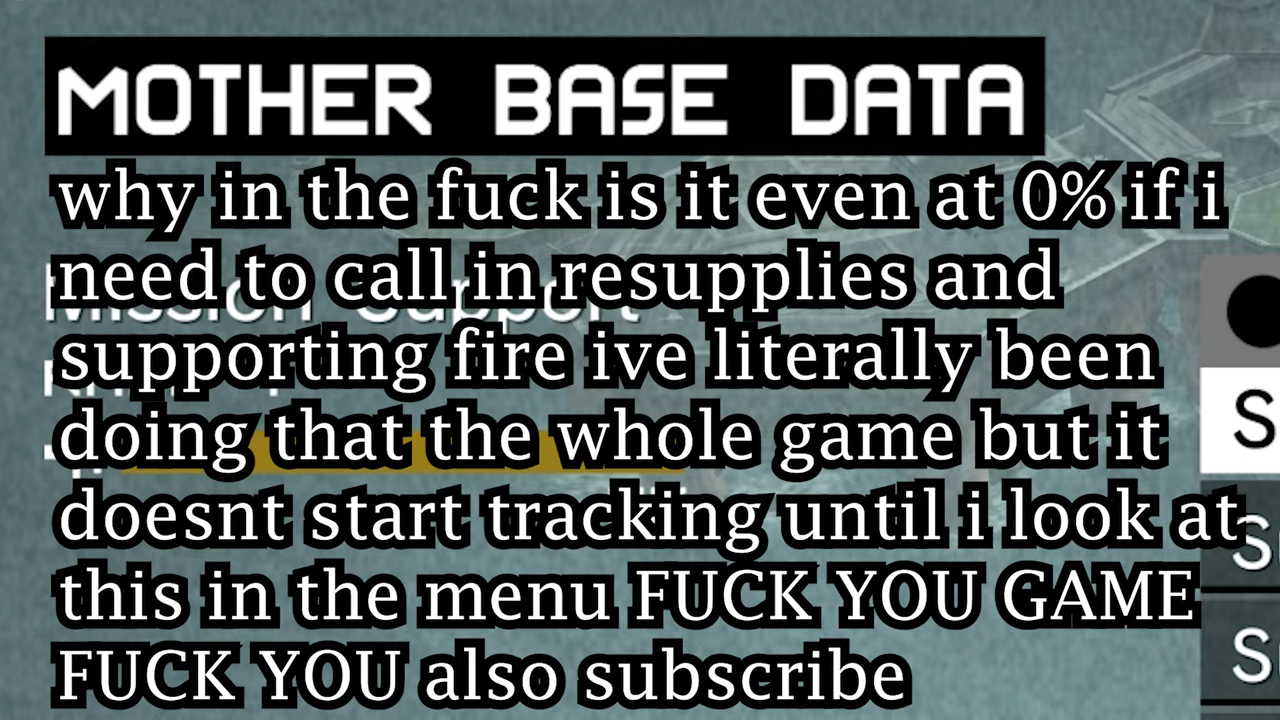 MOTHER BASE DATA
why in the fuck is it even at 0% if i
need to call in resupplies and
Mission Support
supporting fire ive literally been
doing that the whole game but it
doesnt start tracking until i look at
this in the menu FUCK YOU GAME
FUCK YOU also subscribe
S
S
S